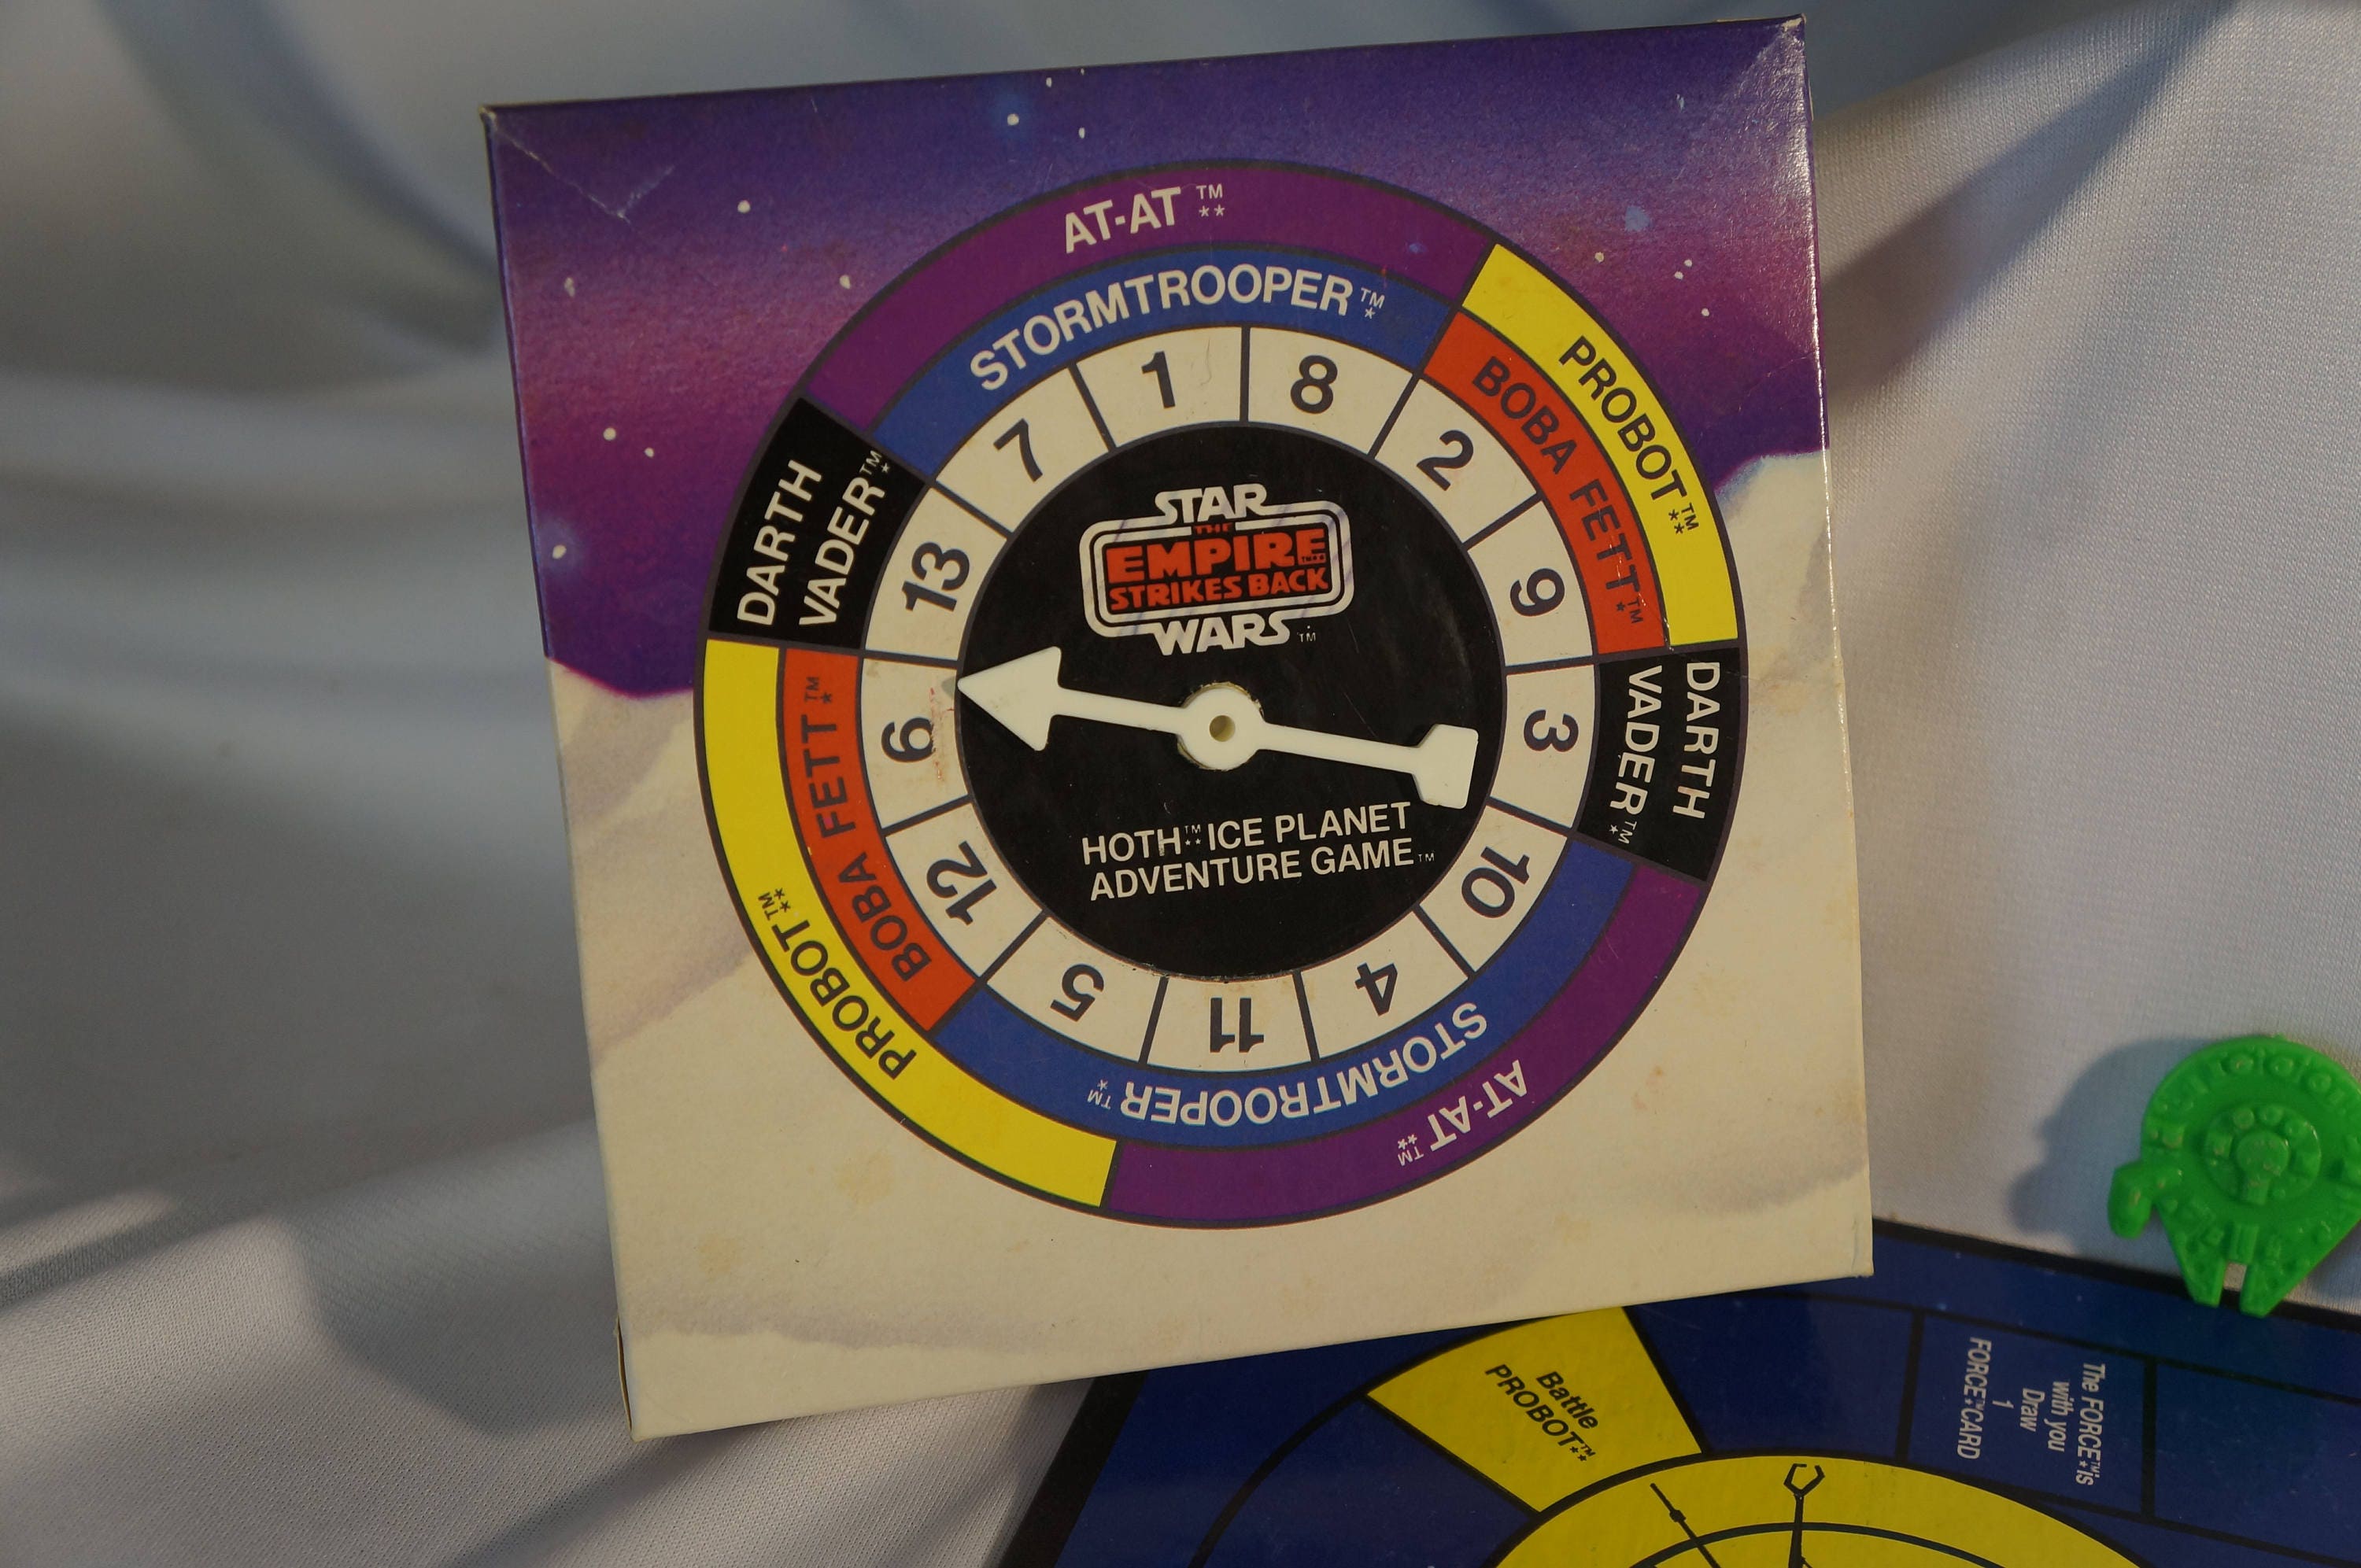 AT-AT™**
STORMTROOPER™*
PROBOT™**
BOBA FETT™*
DARTH
VADER™*
1
8
2
9
3
10
4
11
5
12
6
13
7
DARTH
VADER™*
STORMTROOPER™*
AT-AT™**
BOBA FETT™*
PROBOT™**
STAR
THE
EMPIRE
STRIKES BACK
WARS™
HOTH™** ICE PLANET
ADVENTURE GAME™
Battle
PROBOT™**
The FORCE™* IS
with you
Draw
1
FORCE™* CARD